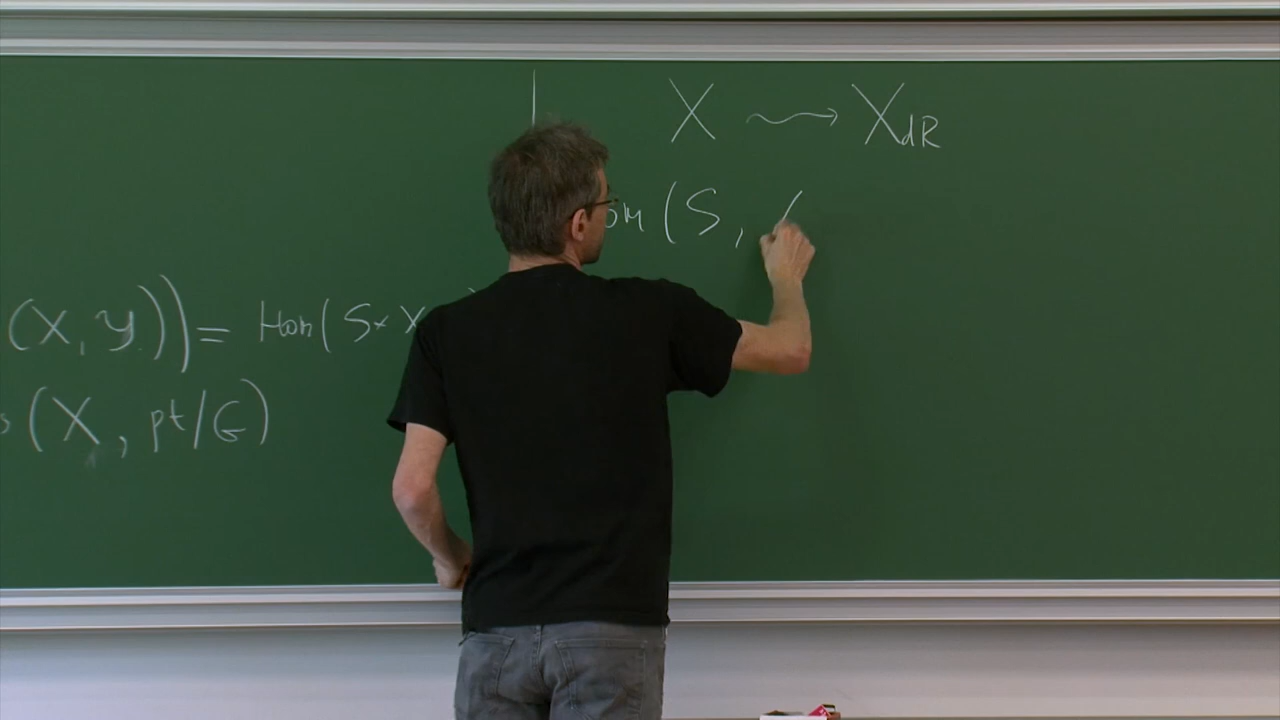 X ⇝ X_dR
om (S,
(X, Y)) = Hom(S × X
(X, pt/G)